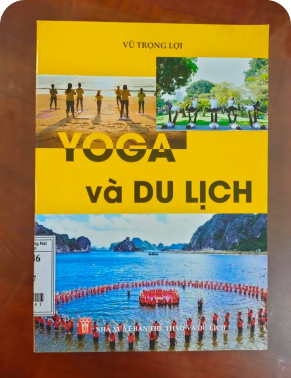 VŨ TRỌNG LỢI
YOGA
và DU LỊCH
NHÀ XUẤT BẢN THỂ THAO VÀ DU LỊCH